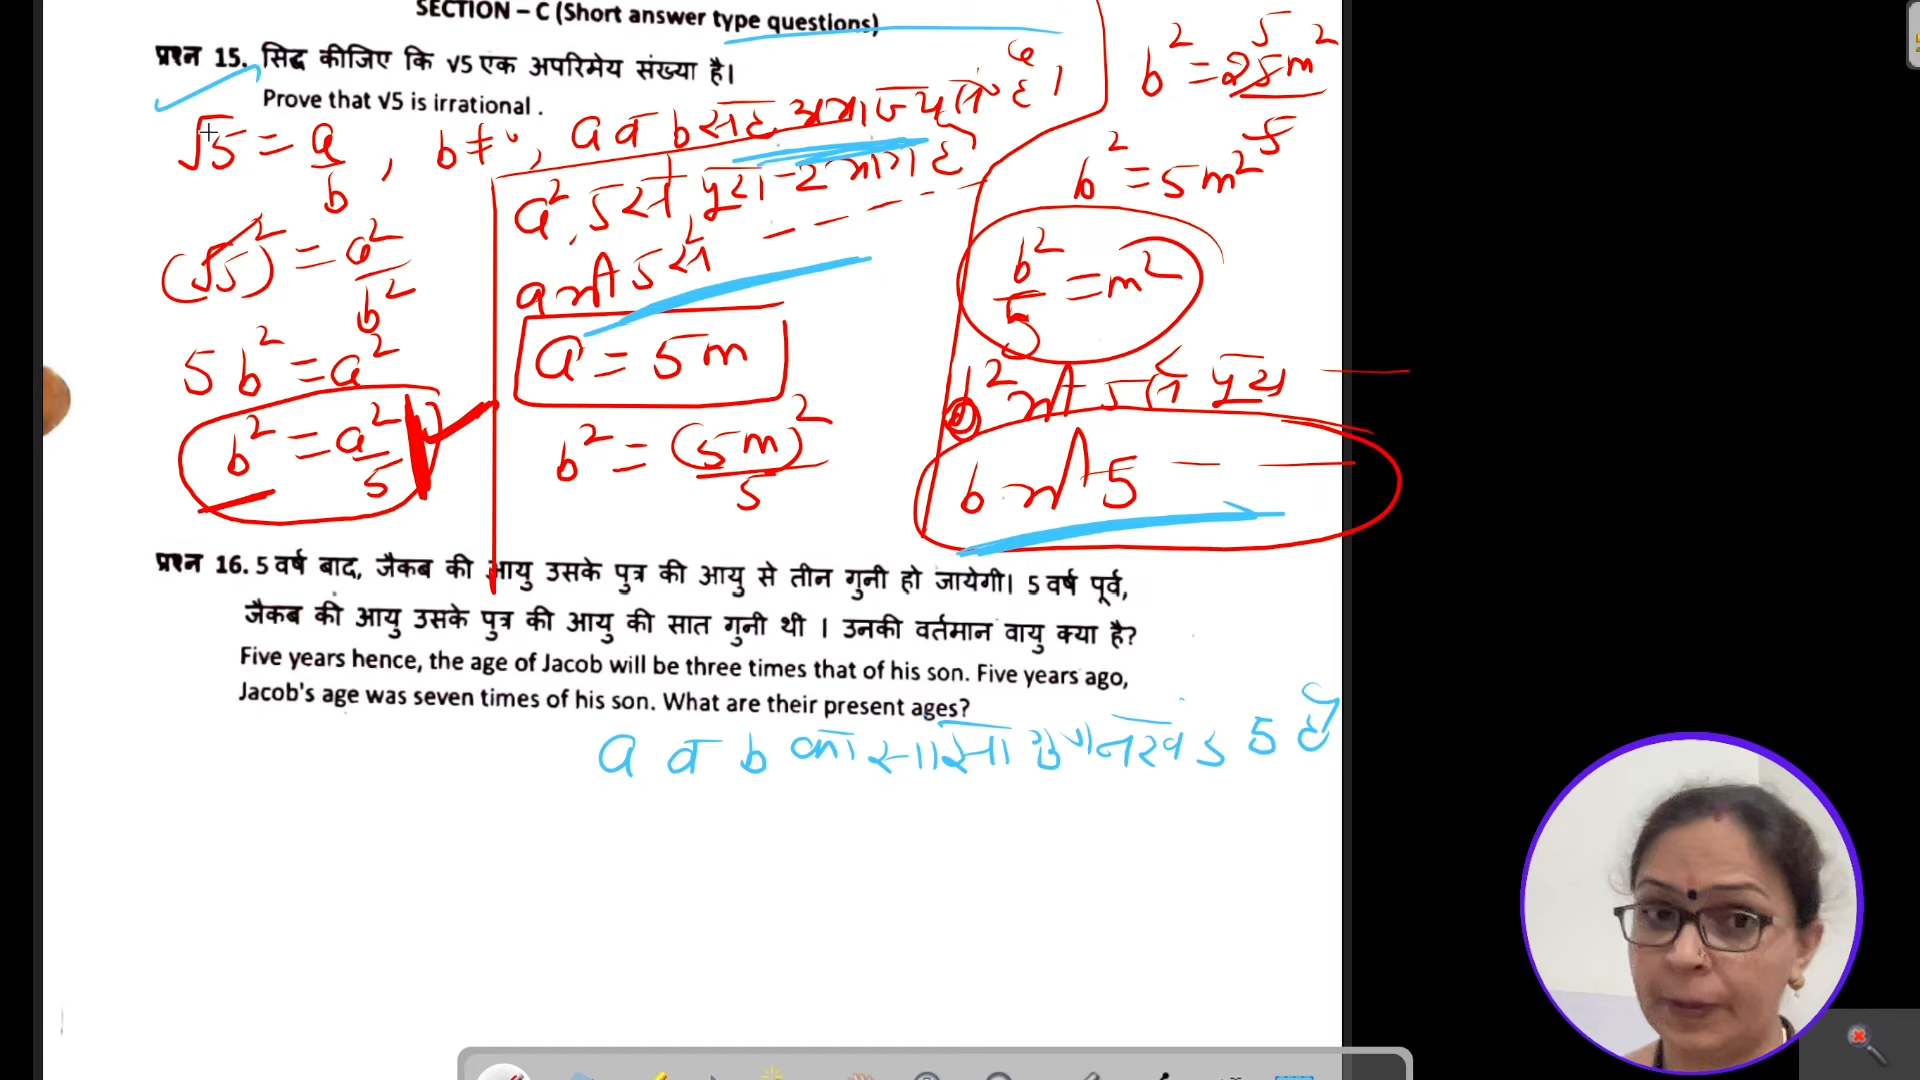 SECTION – C (Short answer type questions)
प्रश्न 15. सिद्ध कीजिए कि √5 एक अपरिमेय संख्या है।
Prove that √5 is irrational .
√5 = a/b , b ≠ 0, a व b सह अभाज्य
(√5)² = a²/b²
5b² = a²
b² = a²/5
a², 5 से पूरा-2 भाग
a भी 5 से
a = 5m
b² = (5m)²/5
b² = 25m²/5
b² = 5m²
b²/5 = m²
b² भी 5 से पूरा
b भी 5
प्रश्न 16. 5 वर्ष बाद, जैकब की आयु उसके पुत्र की आयु से तीन गुनी हो जायेगी। 5 वर्ष पूर्व,
जैकब की आयु उसके पुत्र की आयु की सात गुनी थी । उनकी वर्तमान वायु क्या है?
Five years hence, the age of Jacob will be three times that of his son. Five years ago,
Jacob's age was seven times of his son. What are their present ages?
a व b का गुणनखंड 5 है